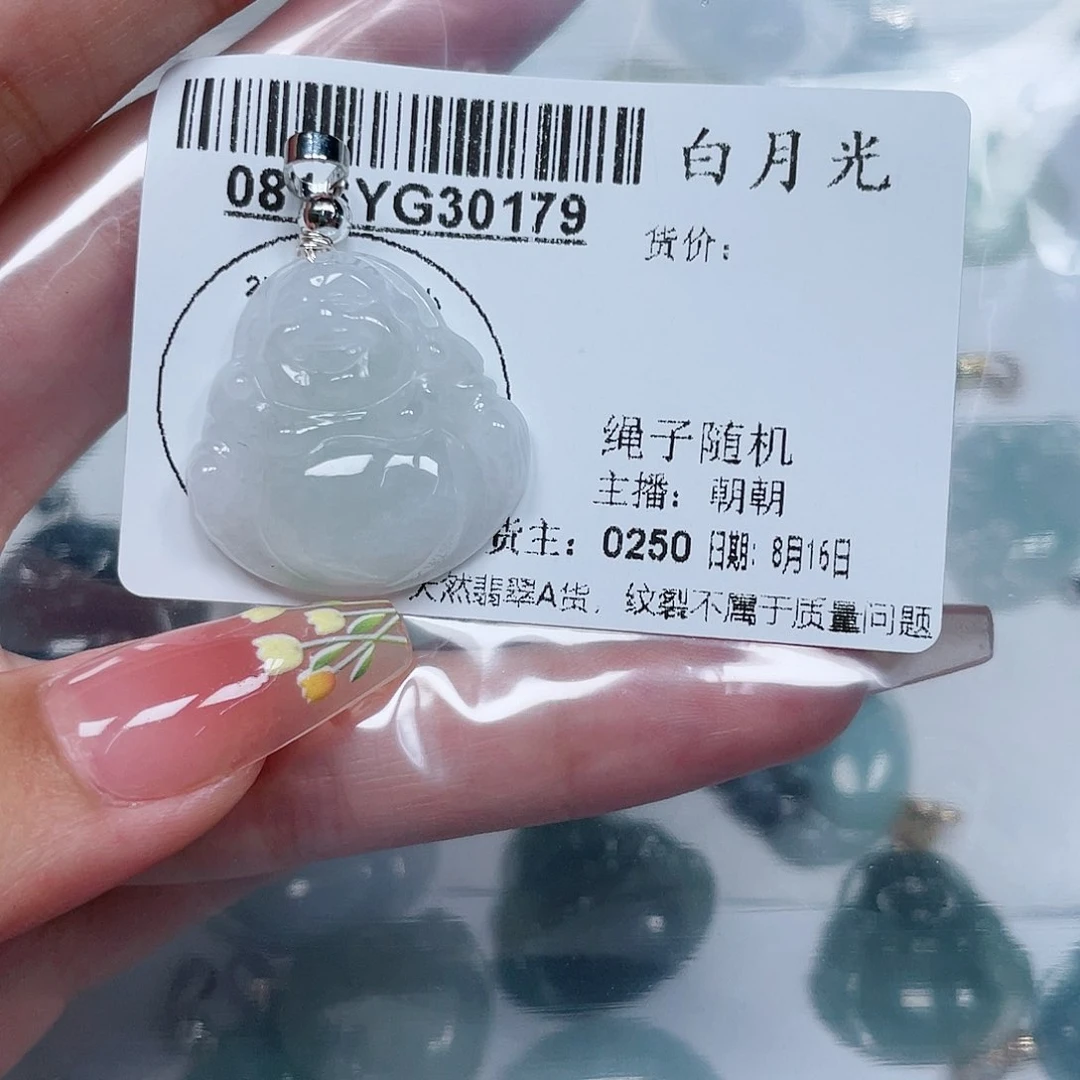 白月光
YG30179
货价:
绳子随机
主播: 朝朝
货主: 0250 日期: 8月16日
天然翡翠A货, 纹裂不属于质量问题